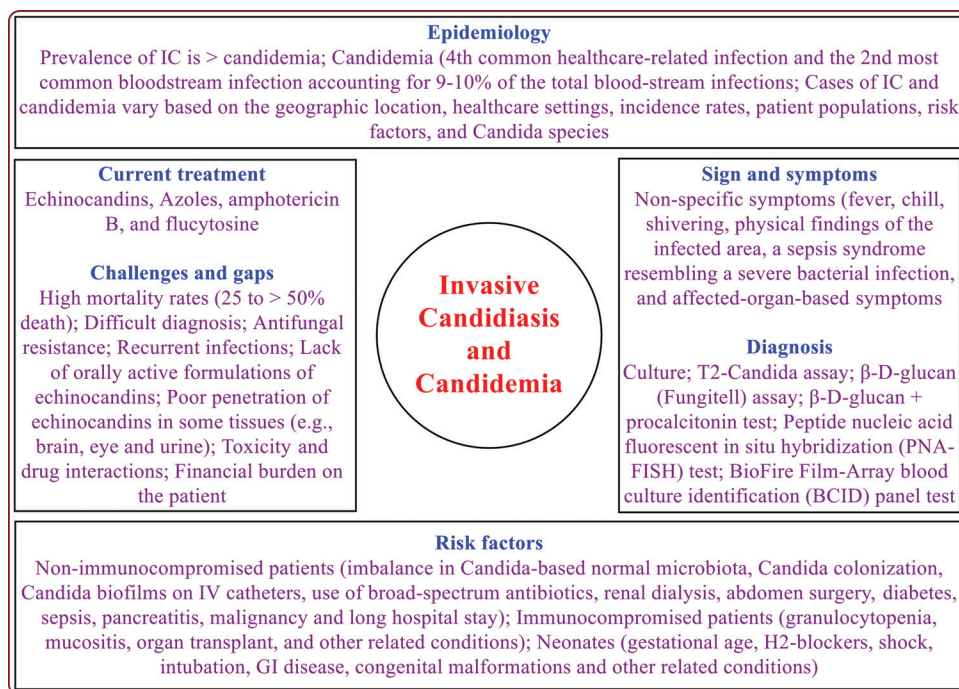 Epidemiology
Prevalence of IC is > candidemia; Candidemia (4th common healthcare-related infection and the 2nd most
common bloodstream infection accounting for 9-10% of the total blood-stream infections; Cases of IC and
candidemia vary based on the geographic location, healthcare settings, incidence rates, patient populations, risk
factors, and Candida species
Current treatment
Echinocandins, Azoles, amphotericin
B, and flucytosine
Challenges and gaps
High mortality rates (25 to > 50%
death); Difficult diagnosis; Antifungal
resistance; Recurrent infections; Lack
of orally active formulations of
echinocandins; Poor penetration of
echinocandins in some tissues (e.g.,
brain, eye and urine); Toxicity and
drug interactions; Financial burden on
the patient
Invasive
Candidiasis
and
Candidemia
Sign and symptoms
Non-specific symptoms (fever, chill,
shivering, physical findings of the
infected area, a sepsis syndrome
resembling a severe bacterial infection,
and affected-organ-based symptoms
Diagnosis
Culture; T2-Candida assay; β-D-glucan
(Fungitell) assay; β-D-glucan +
procalcitonin test; Peptide nucleic acid
fluorescent in situ hybridization (PNA-
FISH) test; BioFire Film-Array blood
culture identification (BCID) panel test
Risk factors
Non-immunocompromised patients (imbalance in Candida-based normal microbiota, Candida colonization,
Candida biofilms on IV catheters, use of broad-spectrum antibiotics, renal dialysis, abdomen surgery, diabetes,
sepsis, pancreatitis, malignancy and long hospital stay); Immunocompromised patients (granulocytopenia,
mucositis, organ transplant, and other related conditions); Neonates (gestational age, H2-blockers, shock,
intubation, GI disease, congenital malformations and other related conditions)